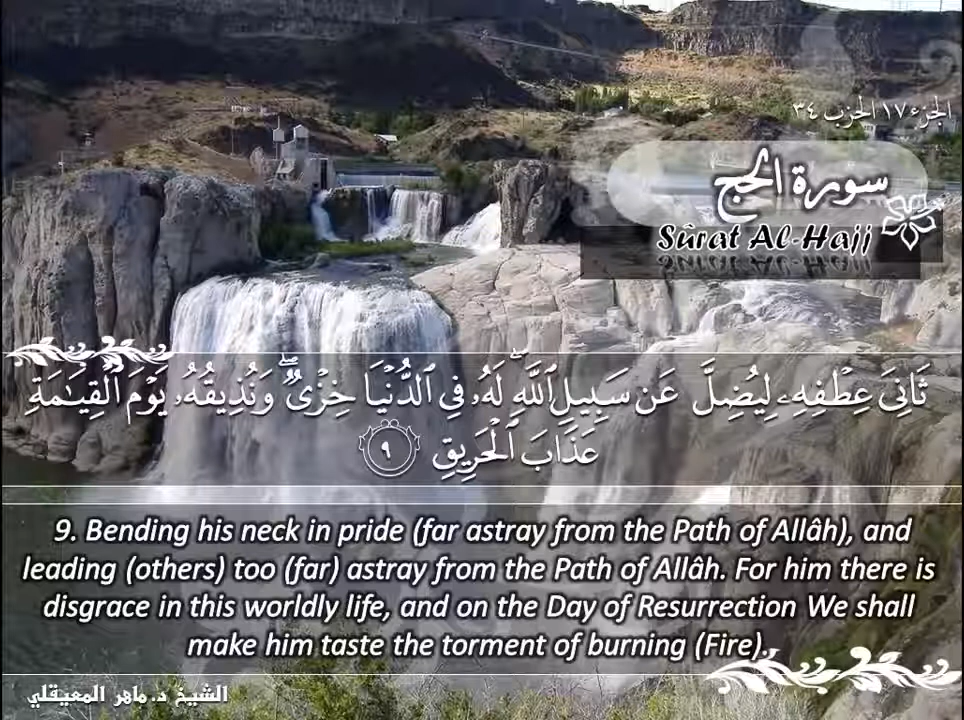 الجزء ١٧ الحزب ٣٤
سورة الحج
Sûrat Al-Hajj
ثَانِىَ عِطْفِهِۦ لِيُضِلَّ عَن سَبِيلِ ٱللَّهِ ۖ لَهُۥ فِى ٱلدُّنْيَا خِزْىٌ ۖ وَنُذِيقُهُۥ يَوْمَ ٱلْقِيَـٰمَةِ
عَذَابَ ٱلْحَرِيقِ ٩
9. Bending his neck in pride (far astray from the Path of Allâh), and
leading (others) too (far) astray from the Path of Allâh. For him there is
disgrace in this worldly life, and on the Day of Resurrection We shall
make him taste the torment of burning (Fire).
الشيخ د. ماهر المعيقلي